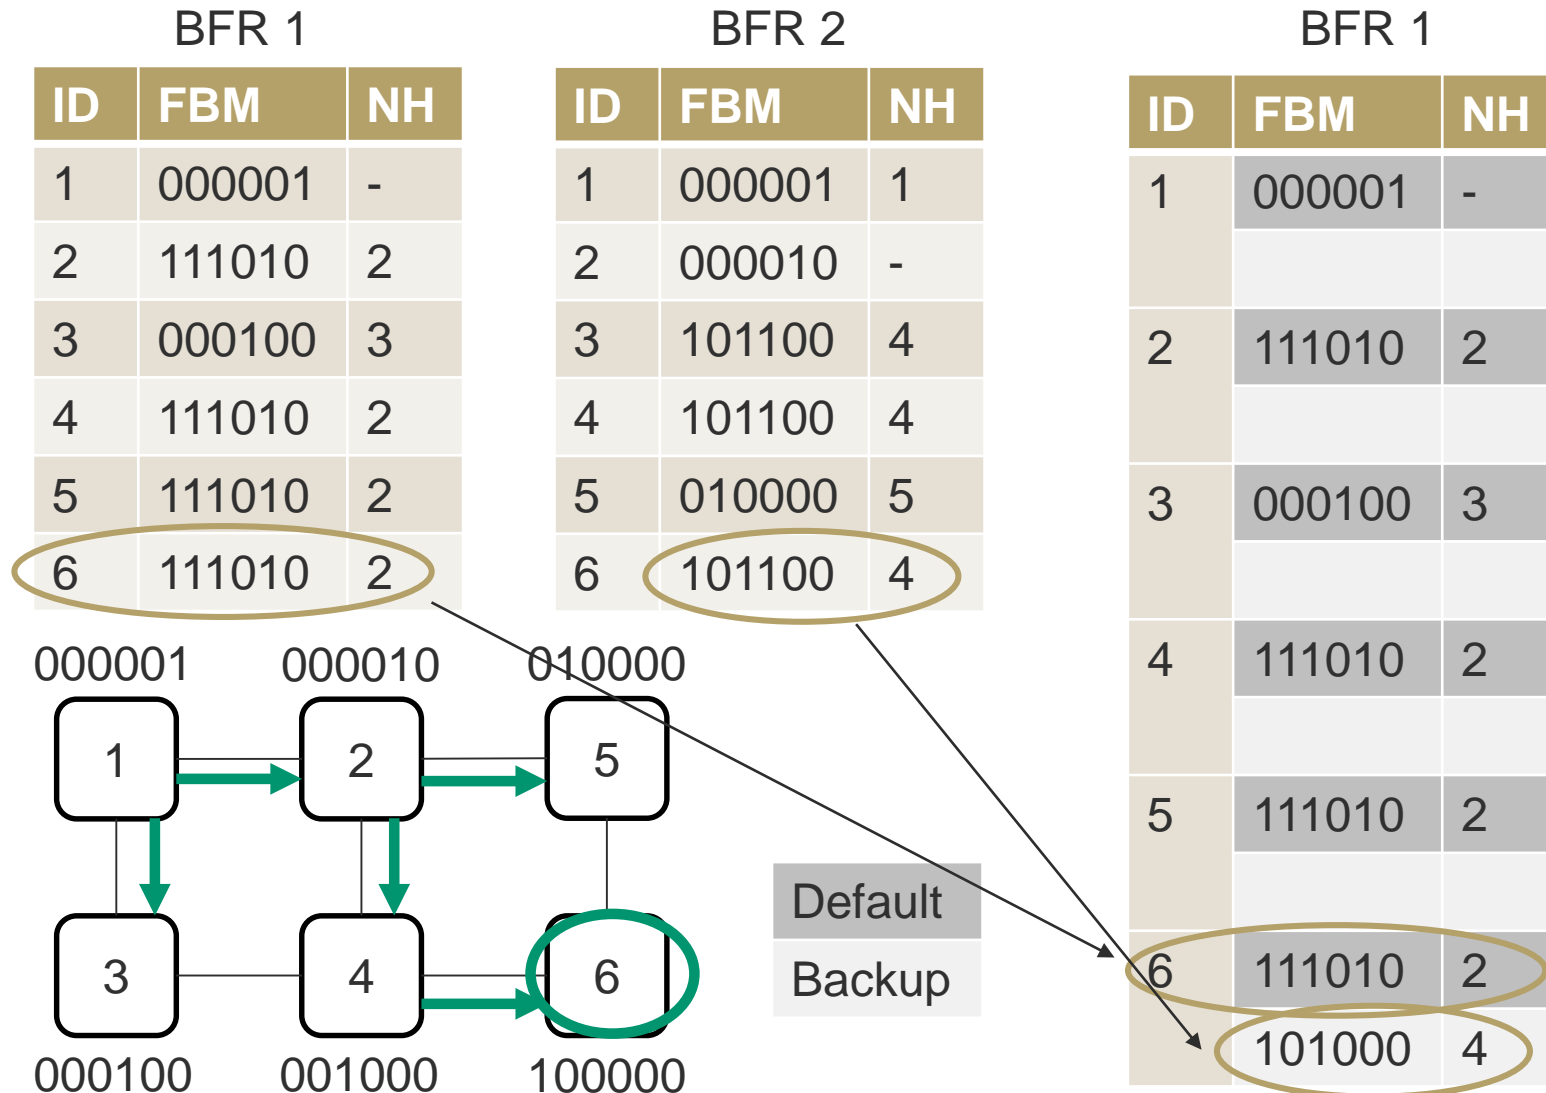 BFR 1
ID FBM NH
1 000001 -
2 111010 2
3 000100 3
4 111010 2
5 111010 2
6 111010 2
BFR 2
ID FBM NH
1 000001 1
2 000010 -
3 101100 4
4 101100 4
5 010000 5
6 101100 4
BFR 1
ID FBM NH
1 000001 -
2 111010 2
3 000100 3
4 111010 2
5 111010 2
6 111010 2
101000 4
000001 000010 010000
1 2 5
3 4 6
000100 001000 100000
Default
Backup